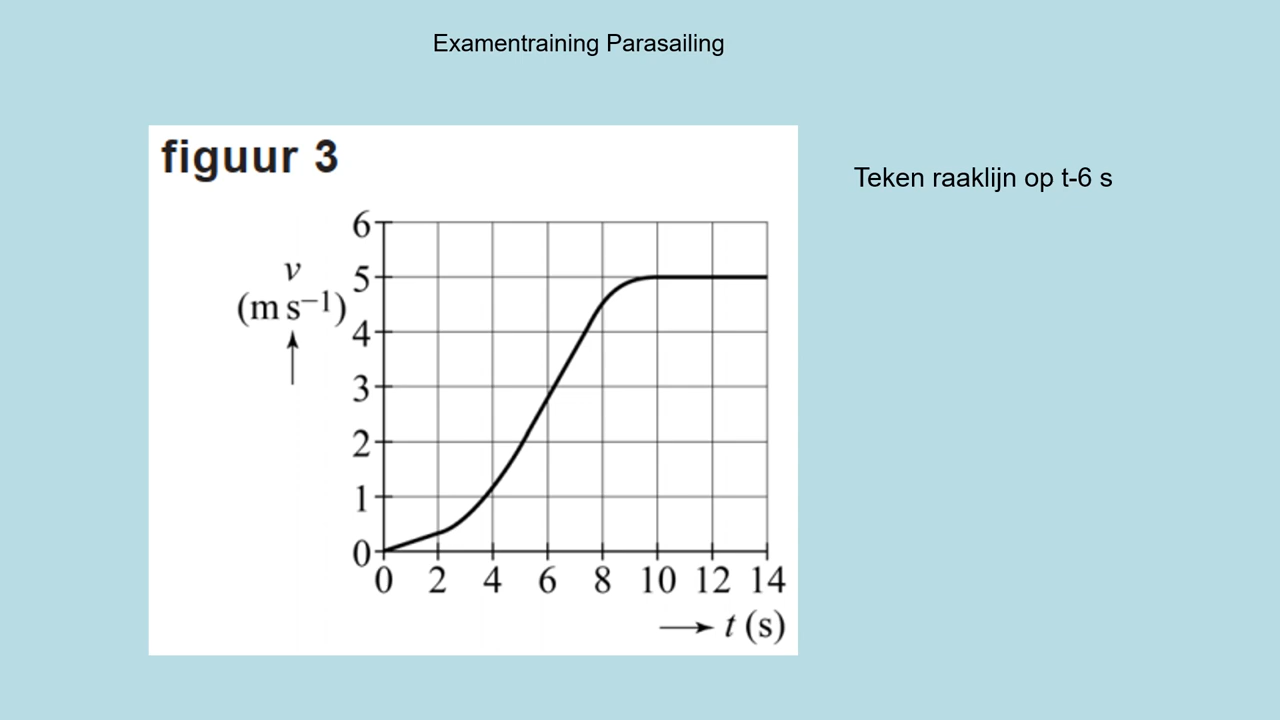 Examentraining Parasailing
figuur 3
Teken raaklijn op t-6 s
6
v
5
(m s⁻¹)
4
3
2
1
0
0 2 4 6 8 10 12 14
t (s)